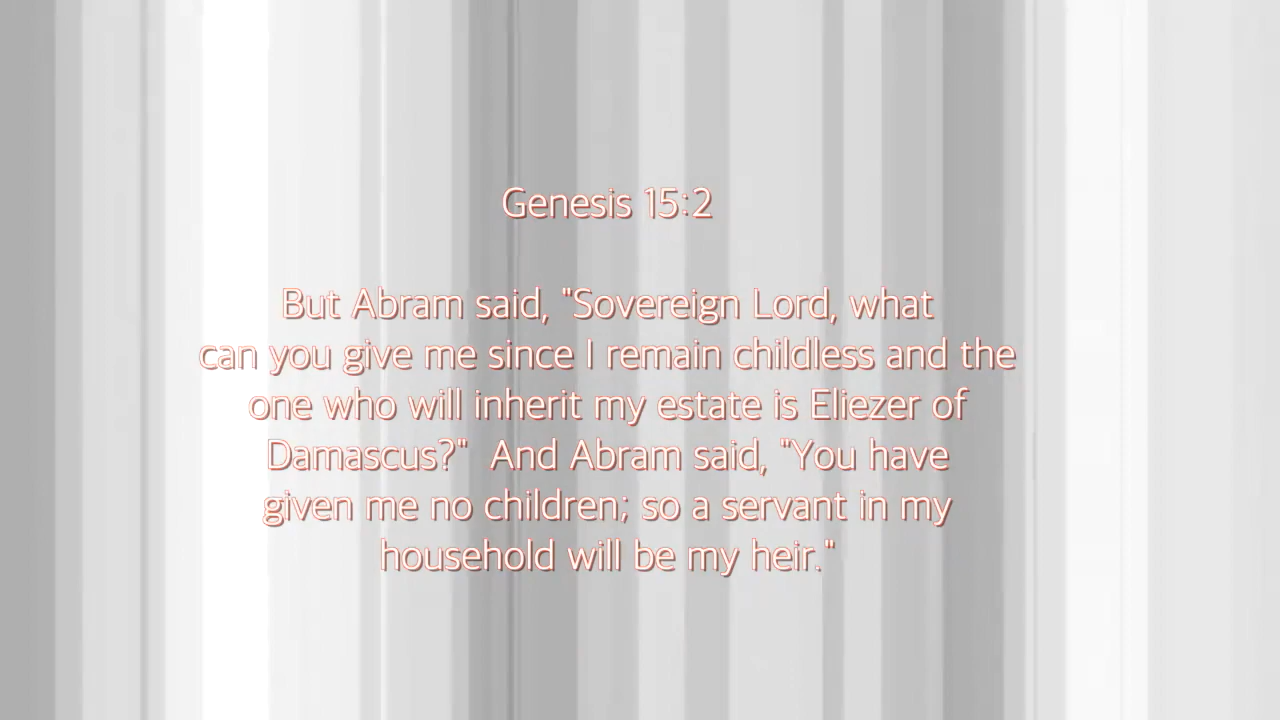 Genesis 15:2
But Abram said, "Sovereign Lord, what
can you give me since I remain childless and the
one who will inherit my estate is Eliezer of
Damascus?"  And Abram said, "You have
given me no children; so a servant in my
household will be my heir."